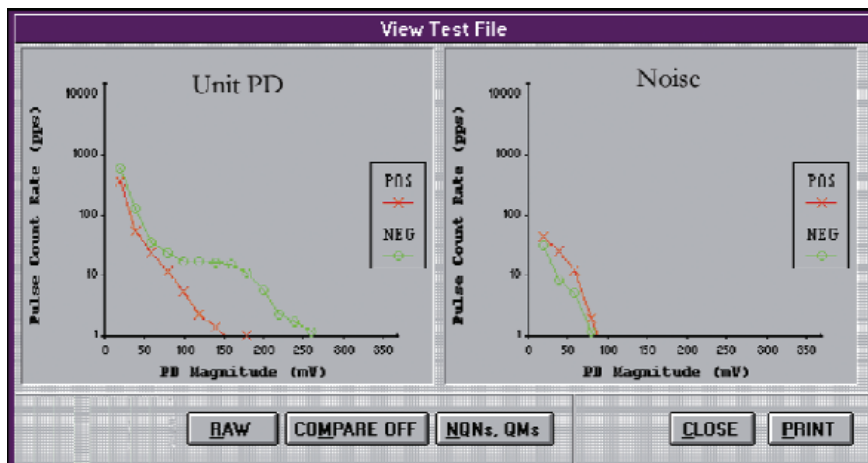 View Test File
Unit PD
Pulse Count Rate (pps)
10000
1000
100
10
1
0
50
100
150
200
250
300
350
PD Magnitude (mV)
POS
NEG
Noise
Pulse Count Rate (pps)
10000
1000
100
10
1
0
50
100
150
200
250
300
350
PD Magnitude (mV)
POS
NEG
RAW
COMPARE OFF
NQNs, QMs
CLOSE
PRINT